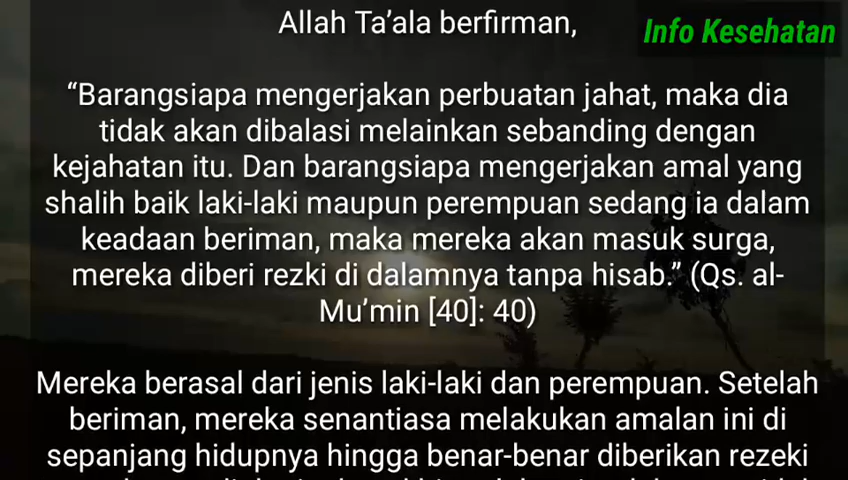 Allah Ta’ala berfirman,
Info Kesehatan
“Barangsiapa mengerjakan perbuatan jahat, maka dia
tidak akan dibalasi melainkan sebanding dengan
kejahatan itu. Dan barangsiapa mengerjakan amal yang
shalih baik laki-laki maupun perempuan sedang ia dalam
keadaan beriman, maka mereka akan masuk surga,
mereka diberi rezki di dalamnya tanpa hisab.” (Qs. al-
Mu’min [40]: 40)
Mereka berasal dari jenis laki-laki dan perempuan. Setelah
beriman, mereka senantiasa melakukan amalan ini di
sepanjang hidupnya hingga benar-benar diberikan rezeki